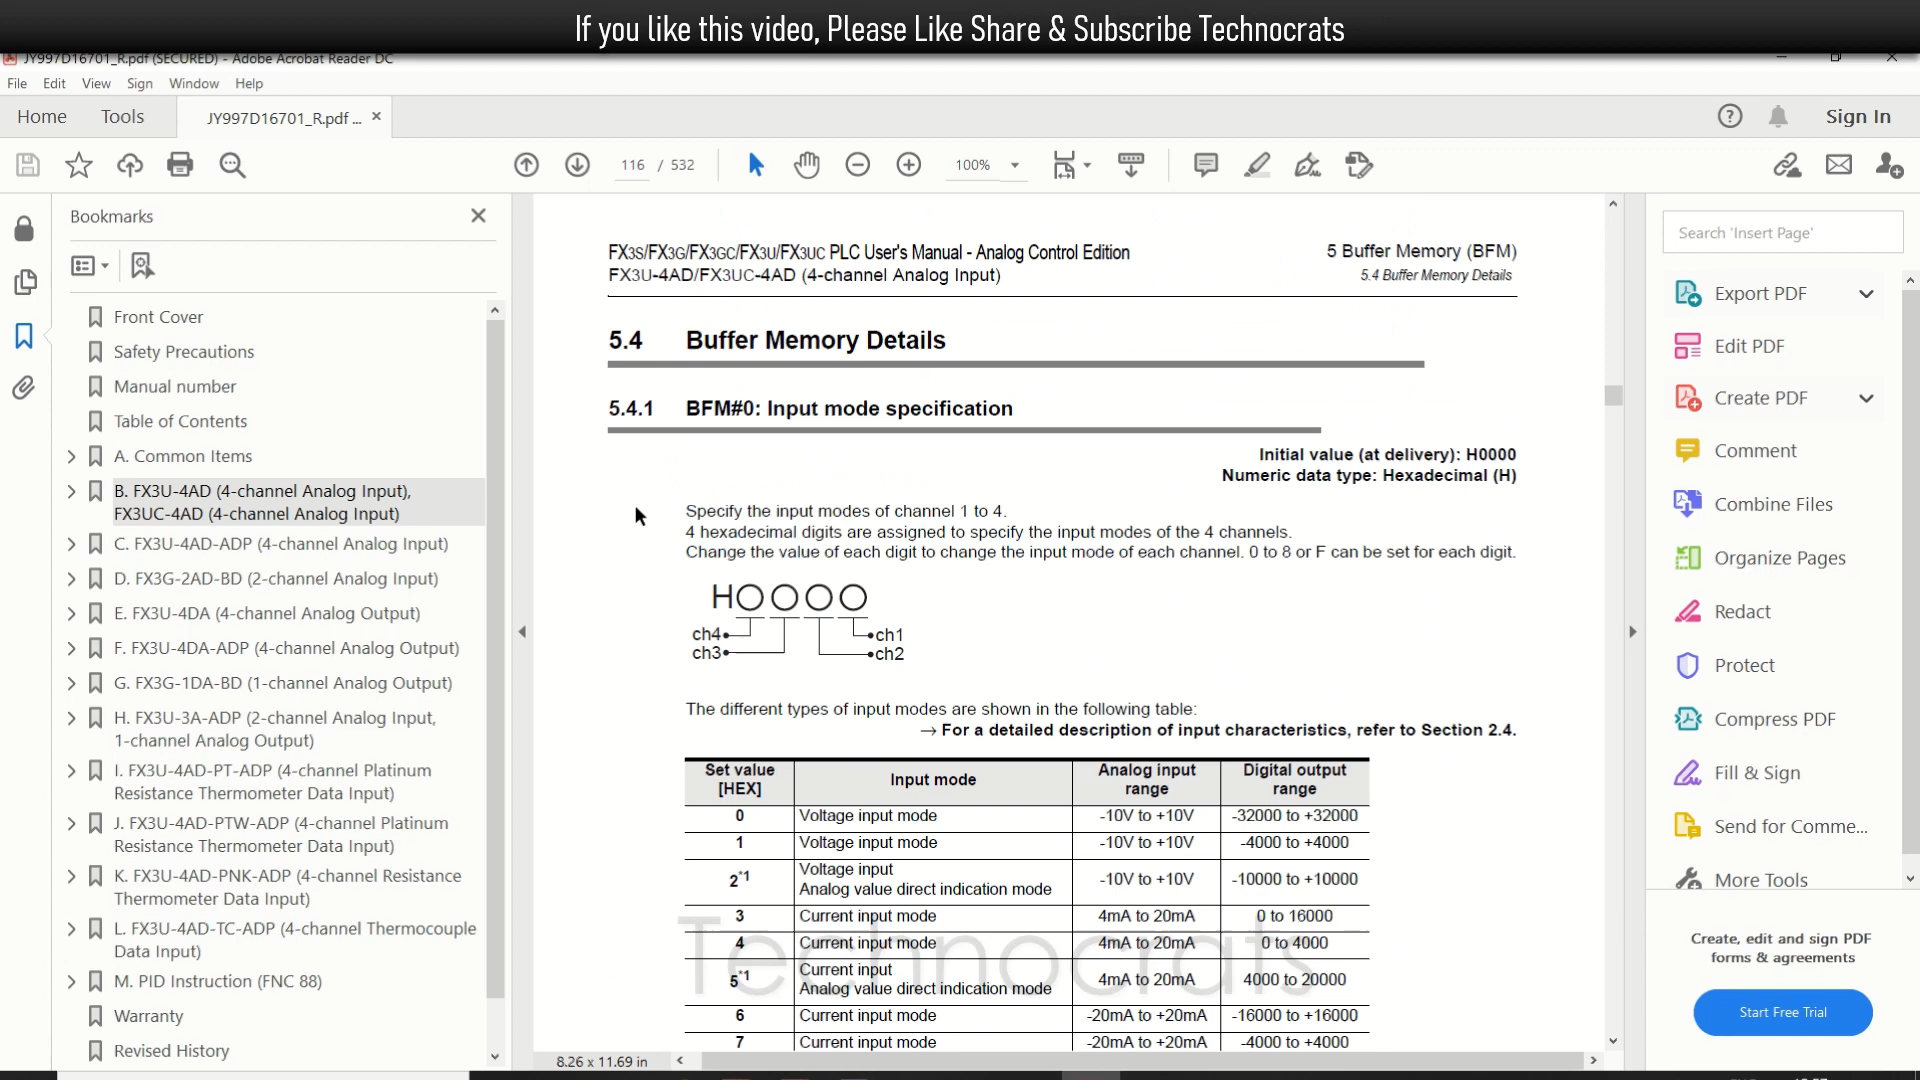 If you like this video, Please Like Share & Subscribe Technocrats
JY997D16701_R.pdf (SECURED) - Adobe Acrobat Reader DC
File Edit View Sign Window Help
Home Tools JY997D16701_R.pdf ... Sign In
116 / 532 100%
Bookmarks
Front Cover
Safety Precautions
Manual number
Table of Contents
A. Common Items
B. FX3U-4AD (4-channel Analog Input),
FX3UC-4AD (4-channel Analog Input)
C. FX3U-4AD-ADP (4-channel Analog Input)
D. FX3G-2AD-BD (2-channel Analog Input)
E. FX3U-4DA (4-channel Analog Output)
F. FX3U-4DA-ADP (4-channel Analog Output)
G. FX3G-1DA-BD (1-channel Analog Output)
H. FX3U-3A-ADP (2-channel Analog Input,
1-channel Analog Output)
I. FX3U-4AD-PT-ADP (4-channel Platinum
Resistance Thermometer Data Input)
J. FX3U-4AD-PTW-ADP (4-channel Platinum
Resistance Thermometer Data Input)
K. FX3U-4AD-PNK-ADP (4-channel Resistance
Thermometer Data Input)
L. FX3U-4AD-TC-ADP (4-channel Thermocouple
Data Input)
M. PID Instruction (FNC 88)
Warranty
Revised History
FX3S/FX3G/FX3GC/FX3U/FX3UC PLC User's Manual - Analog Control Edition
FX3U-4AD/FX3UC-4AD (4-channel Analog Input)
5 Buffer Memory (BFM)
5.4 Buffer Memory Details
5.4 Buffer Memory Details
5.4.1 BFM#0: Input mode specification
Initial value (at delivery): H0000
Numeric data type: Hexadecimal (H)
Specify the input modes of channel 1 to 4.
4 hexadecimal digits are assigned to specify the input modes of the 4 channels.
Change the value of each digit to change the input mode of each channel. 0 to 8 or F can be set for each digit.
H○○○○
ch4 ch1
ch3 ch2
The different types of input modes are shown in the following table:
→ For a detailed description of input characteristics, refer to Section 2.4.
Set value [HEX] Input mode Analog input range Digital output range
0 Voltage input mode -10V to +10V -32000 to +32000
1 Voltage input mode -10V to +10V -4000 to +4000
2*1 Voltage input Analog value direct indication mode -10V to +10V -10000 to +10000
3 Current input mode 4mA to 20mA 0 to 16000
4 Current input mode 4mA to 20mA 0 to 4000
5*1 Current input Analog value direct indication mode 4mA to 20mA 4000 to 20000
6 Current input mode -20mA to +20mA -16000 to +16000
7 Current input mode -20mA to +20mA -4000 to +4000
Technocrats
8.26 x 11.69 in
Search 'Insert Page'
Export PDF
Edit PDF
Create PDF
Comment
Combine Files
Organize Pages
Redact
Protect
Compress PDF
Fill & Sign
Send for Comme...
More Tools
Create, edit and sign PDF
forms & agreements
Start Free Trial